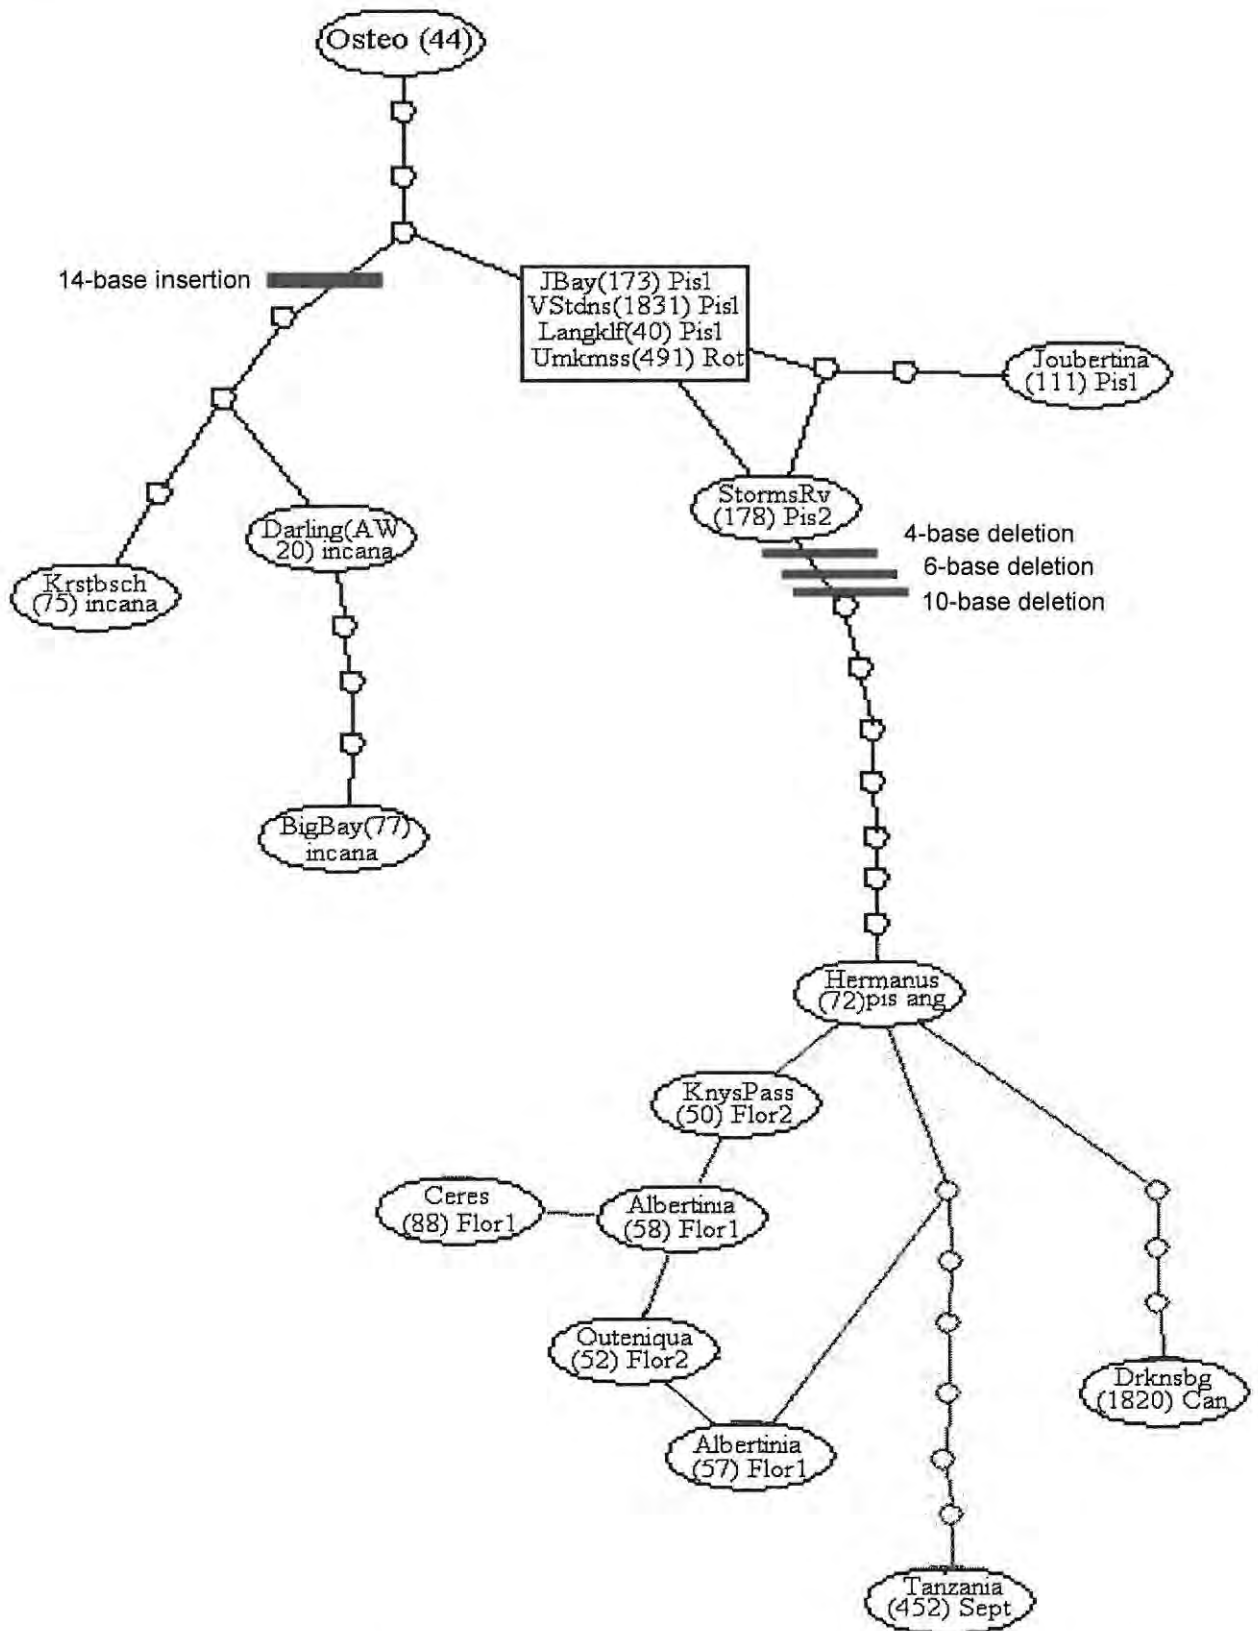 Osteo (44)
14-base insertion
JBay(173) Pis1
VStdns(1831) Pis1
Langklf(40) Pis1
Umkmss(491) Rot
Joubertina
(111) Pis1
StormsRv
(178) Pis2
4-base deletion
6-base deletion
10-base deletion
Darling(AW
20) incana
Krstbsch
(75) incana
BigBay(77)
incana
Hermanus
(72)pis ang
KnysPass
(50) Flor2
Ceres
(88) Flor1
Albertinia
(58) Flor1
Outeniqua
(52) Flor2
Drknsbg
(1820) Can
Albertinia
(57) Flor1
Tanzania
(452) Sept